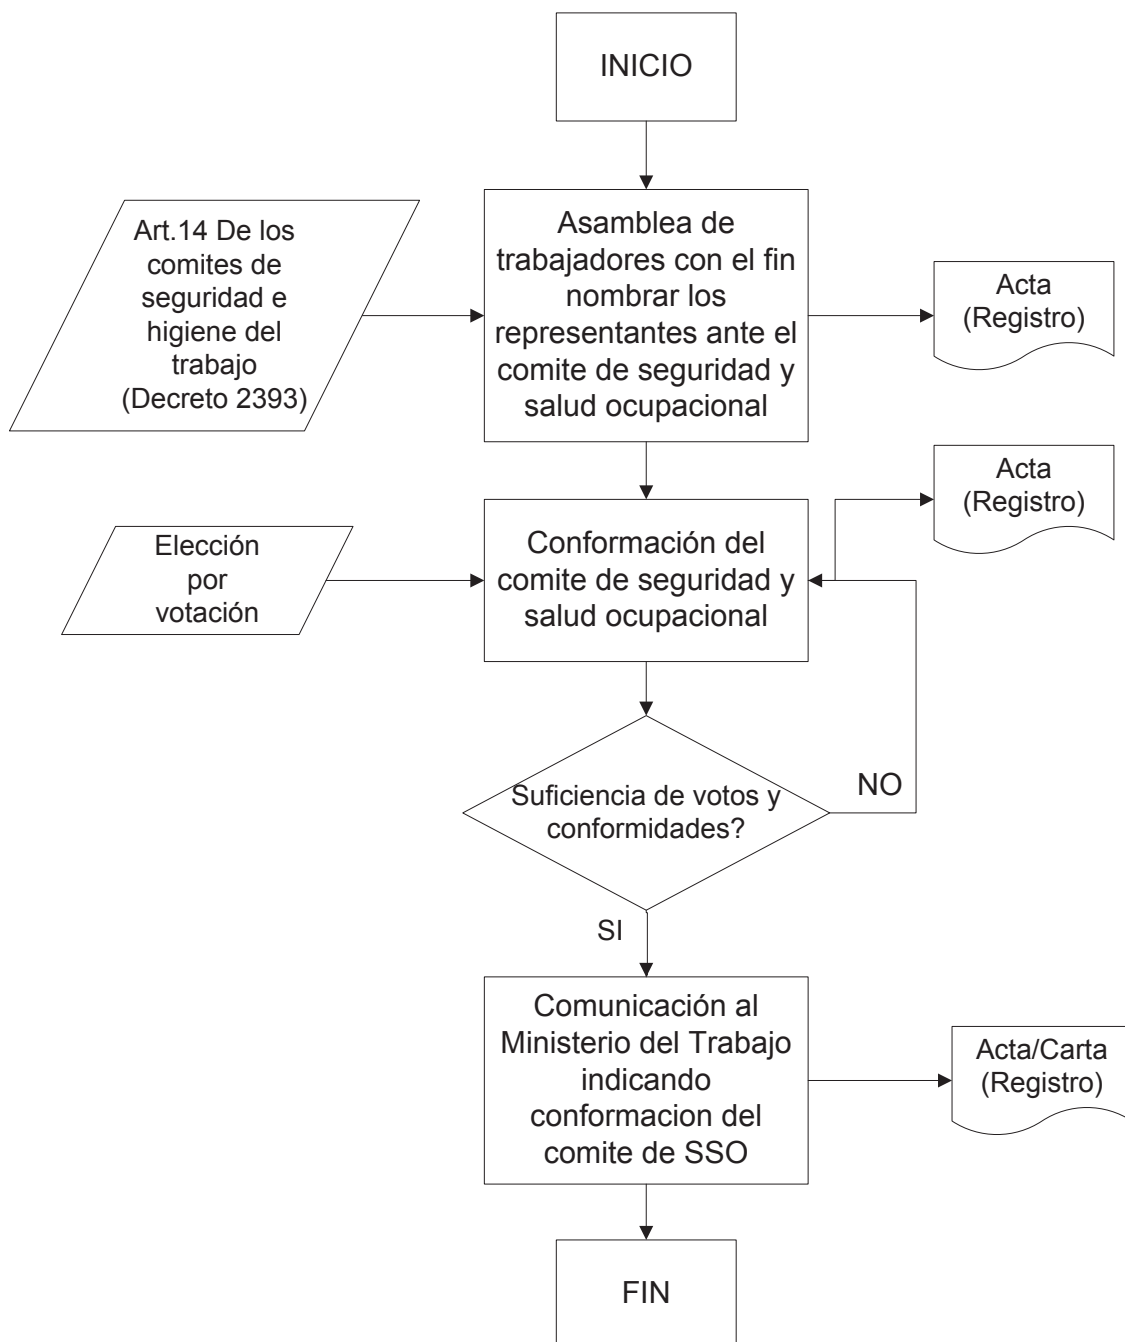 INICIO
Art.14 De los
comites de
seguridad e
higiene del
trabajo
(Decreto 2393)
Asamblea de
trabajadores con el fin
nombrar los
representantes ante el
comite de seguridad y
salud ocupacional
Acta
(Registro)
Elección
por
votación
Conformación del
comite de seguridad y
salud ocupacional
Acta
(Registro)
Suficiencia de votos y
conformidades?
NO
SI
Comunicación al
Ministerio del Trabajo
indicando
conformacion del
comite de SSO
Acta/Carta
(Registro)
FIN